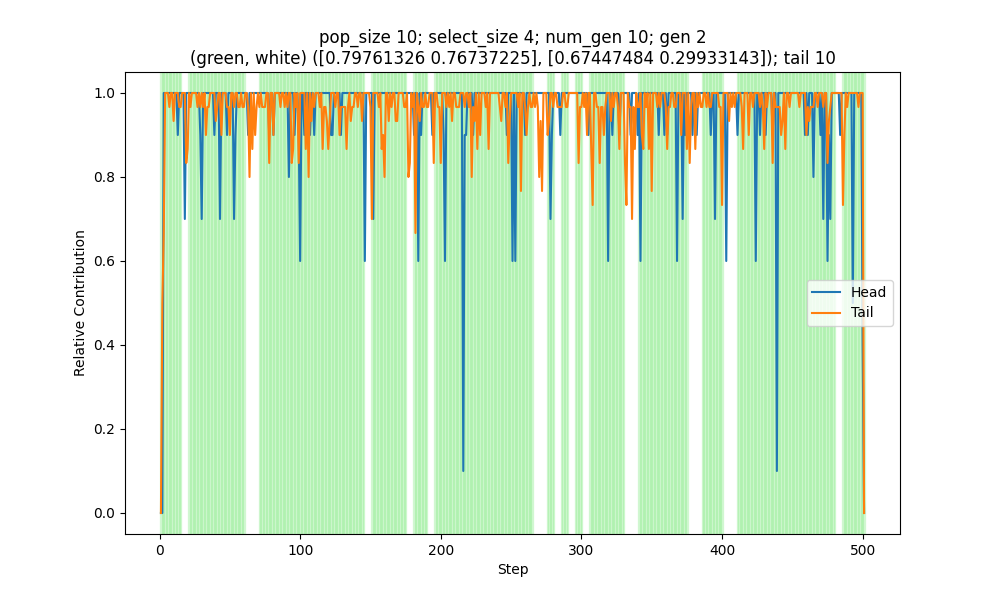 pop_size 10; select_size 4; num_gen 10; gen 2
(green, white) ([0.79761326 0.76737225], [0.67447484 0.29933143]); tail 10
Relative Contribution
1.0
0.8
0.6
0.4
0.2
0.0
Head
Tail
0 100 200 300 400 500
Step